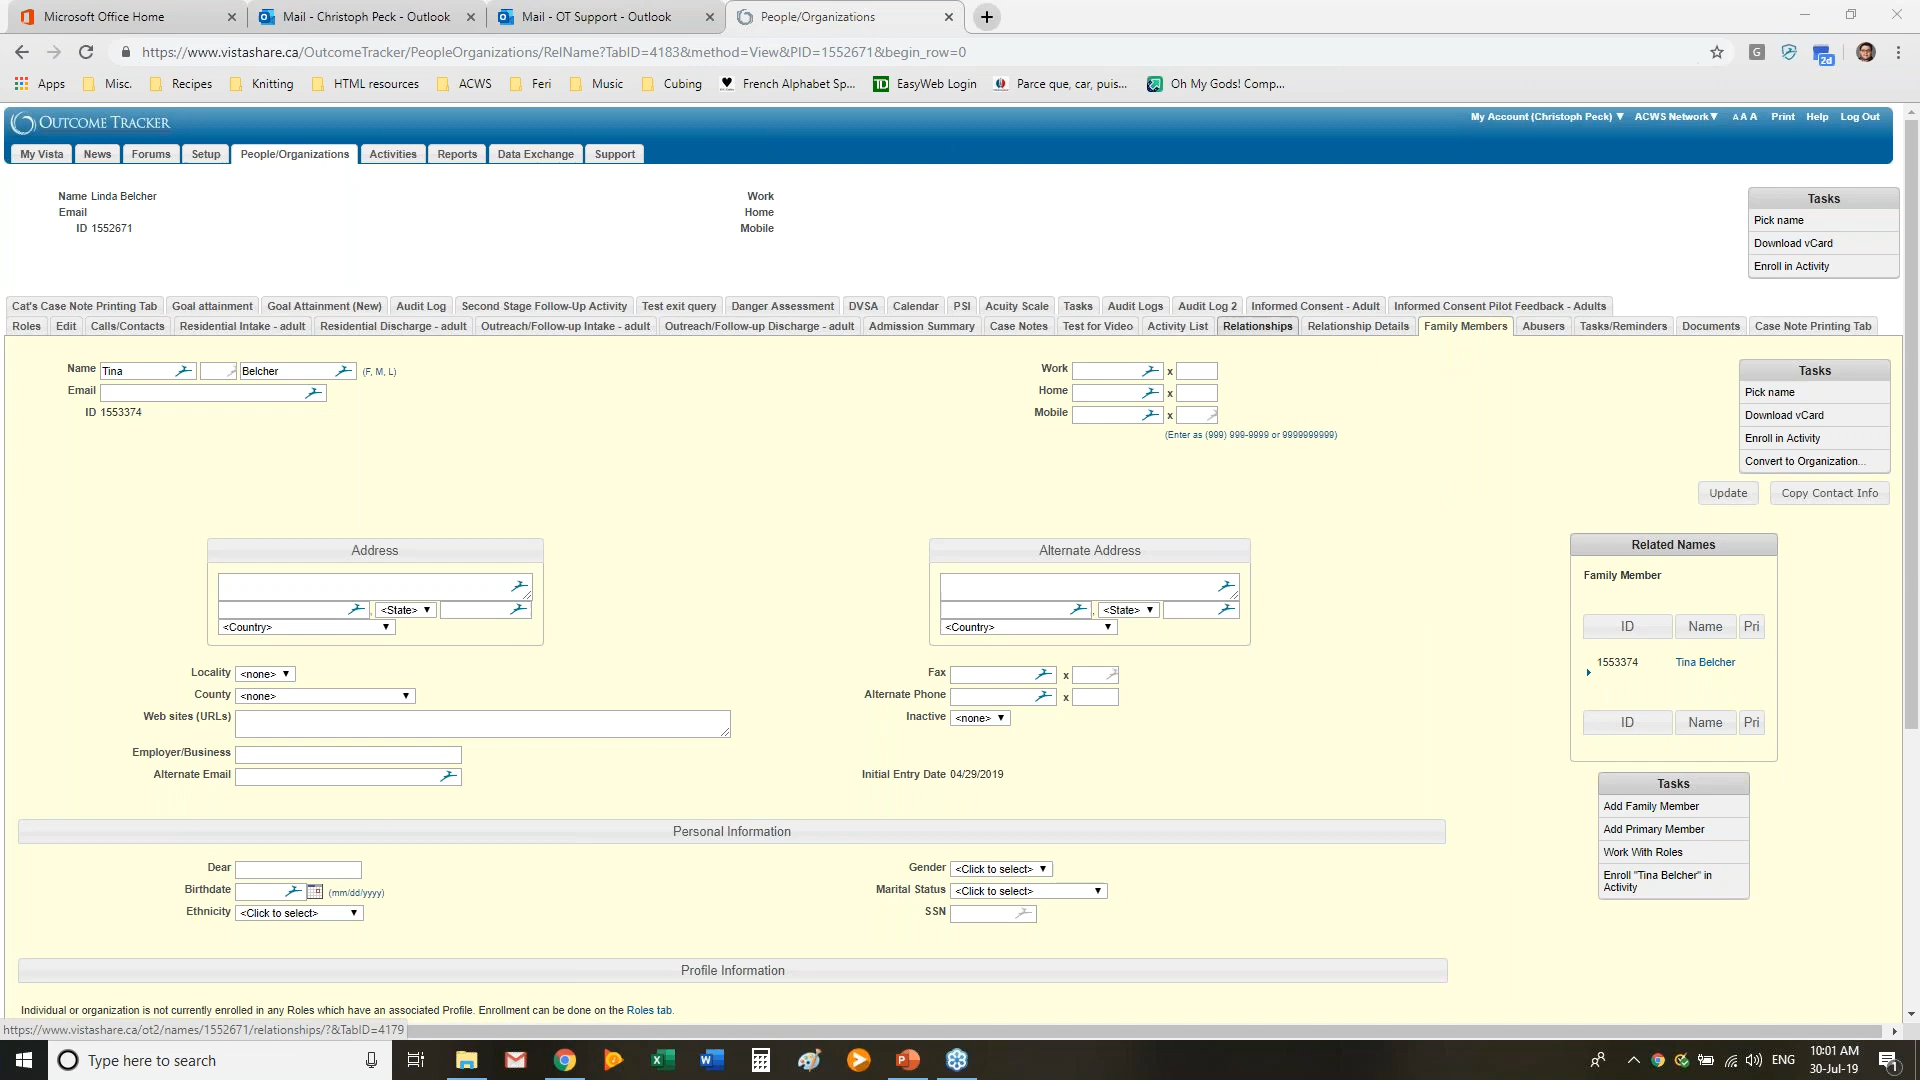 Microsoft Office Home
Mail - Christoph Peck - Outlook
Mail - OT Support - Outlook
People/Organizations
https://www.vistashare.ca/OutcomeTracker/PeopleOrganizations/RelName?TabID=4183&method=View&PID=1552671&begin_row=0
G
2d
Apps Misc. Recipes Knitting HTML resources ACWS Feri Music Cubing French Alphabet Sp... TD EasyWeb Login Parce que, car, puis... Oh My Gods! Comp...
OUTCOME TRACKER
My Account (Christoph Peck) ▼ ACWS Network▼ A A A Print Help Log Out
My Vista News Forums Setup People/Organizations Activities Reports Data Exchange Support
Name Linda Belcher
Email
ID 1552671
Work
Home
Mobile
Tasks
Pick name
Download vCard
Enroll in Activity
Cat's Case Note Printing Tab Goal attainment Goal Attainment (New) Audit Log Second Stage Follow-Up Activity Test exit query Danger Assessment DVSA Calendar PSI Acuity Scale Tasks Audit Logs Audit Log 2 Informed Consent - Adult Informed Consent Pilot Feedback - Adults
Roles Edit Calls/Contacts Residential Intake - adult Residential Discharge - adult Outreach/Follow-up Intake - adult Outreach/Follow-up Discharge - adult Admission Summary Case Notes Test for Video Activity List Relationships Relationship Details Family Members Abusers Tasks/Reminders Documents Case Note Printing Tab
Name Tina Belcher (F, M, L)
Email
ID 1553374
Work x
Home x
Mobile x
(Enter as (999) 999-9999 or 9999999999)
Tasks
Pick name
Download vCard
Enroll in Activity
Convert to Organization...
Update Copy Contact Info
Address
, <State> ▼
<Country> ▼
Alternate Address
, <State> ▼
<Country> ▼
Related Names
Family Member
ID Name Pri
1553374 Tina Belcher
ID Name Pri
Locality <none> ▼
County <none> ▼
Web sites (URLs)
Employer/Business
Alternate Email
Fax x
Alternate Phone x
Inactive <none> ▼
Initial Entry Date 04/29/2019
Tasks
Add Family Member
Add Primary Member
Work With Roles
Enroll "Tina Belcher" in
Activity
Personal Information
Dear
Birthdate (mm/dd/yyyy)
Ethnicity <Click to select> ▼
Gender <Click to select> ▼
Marital Status <Click to select> ▼
SSN
Profile Information
Individual or organization is not currently enrolled in any Roles which have an associated Profile. Enrollment can be done on the Roles tab.
https://www.vistashare.ca/ot2/names/1552671/relationships/?&TabID=4179
Type here to search
ENG
10:01 AM
30-Jul-19
1